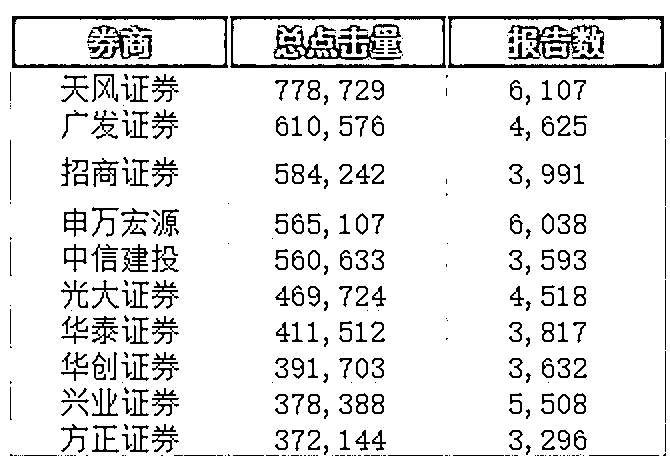 券商 总点击量 报告数
天风证券 778,729 6,107
广发证券 610,576 4,625
招商证券 584,242 3,991
申万宏源 565,107 6,038
中信建投 560,633 3,593
光大证券 469,724 4,518
华泰证券 411,512 3,817
华创证券 391,703 3,632
兴业证券 378,388 5,508
方正证券 372,144 3,296